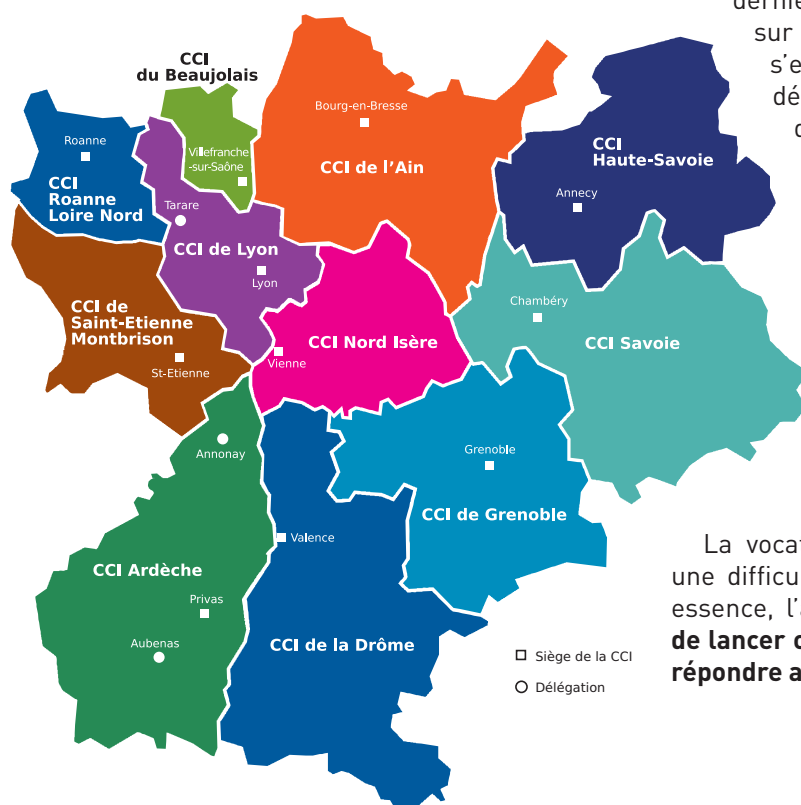 dernie
sur
s'e
dé
CCI
du Beaujolais
Bourg-en-Bresse
CCI de l'Ain
CCI
Haute-Savoie
Annecy
Roanne
CCI
Roanne
Loire Nord
Villefranche
-sur-Saône
Tarare
CCI de Lyon
Lyon
CCI de
Saint-Etienne
Montbrison
St-Etienne
CCI Nord Isère
Vienne
Chambéry
CCI Savoie
Annonay
Grenoble
CCI de Grenoble
Valence
CCI Ardèche
Privas
Aubenas
CCI de la Drôme
Siège de la CCI
Délégation
La vocat
une difficu
essence, l'
de lancer
répondre a